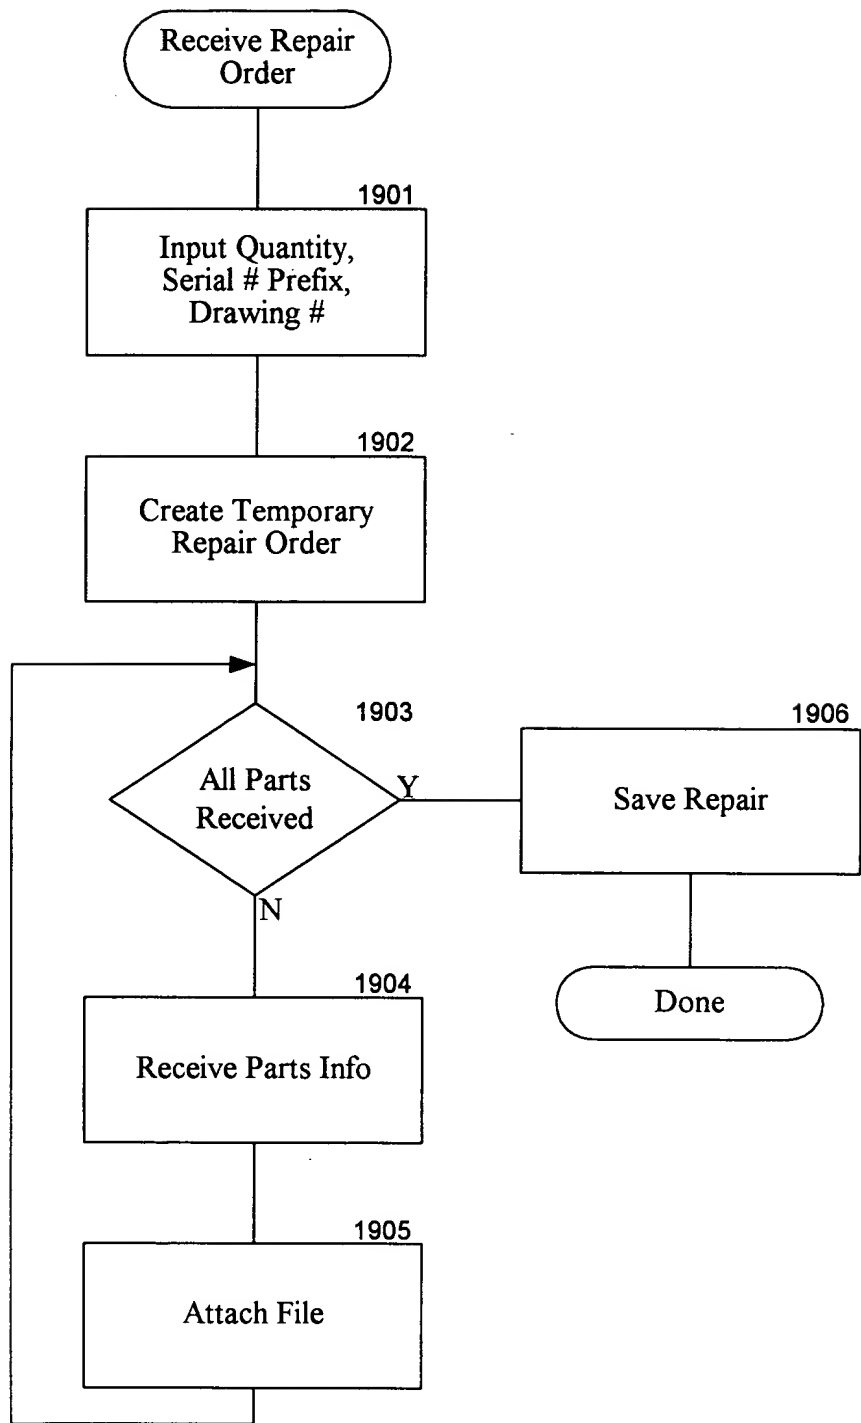 Receive Repair
Order
1901
Input Quantity,
Serial # Prefix,
Drawing #
1902
Create Temporary
Repair Order
1903
All Parts
Received
Y
N
1906
Save Repair
Done
1904
Receive Parts Info
1905
Attach File